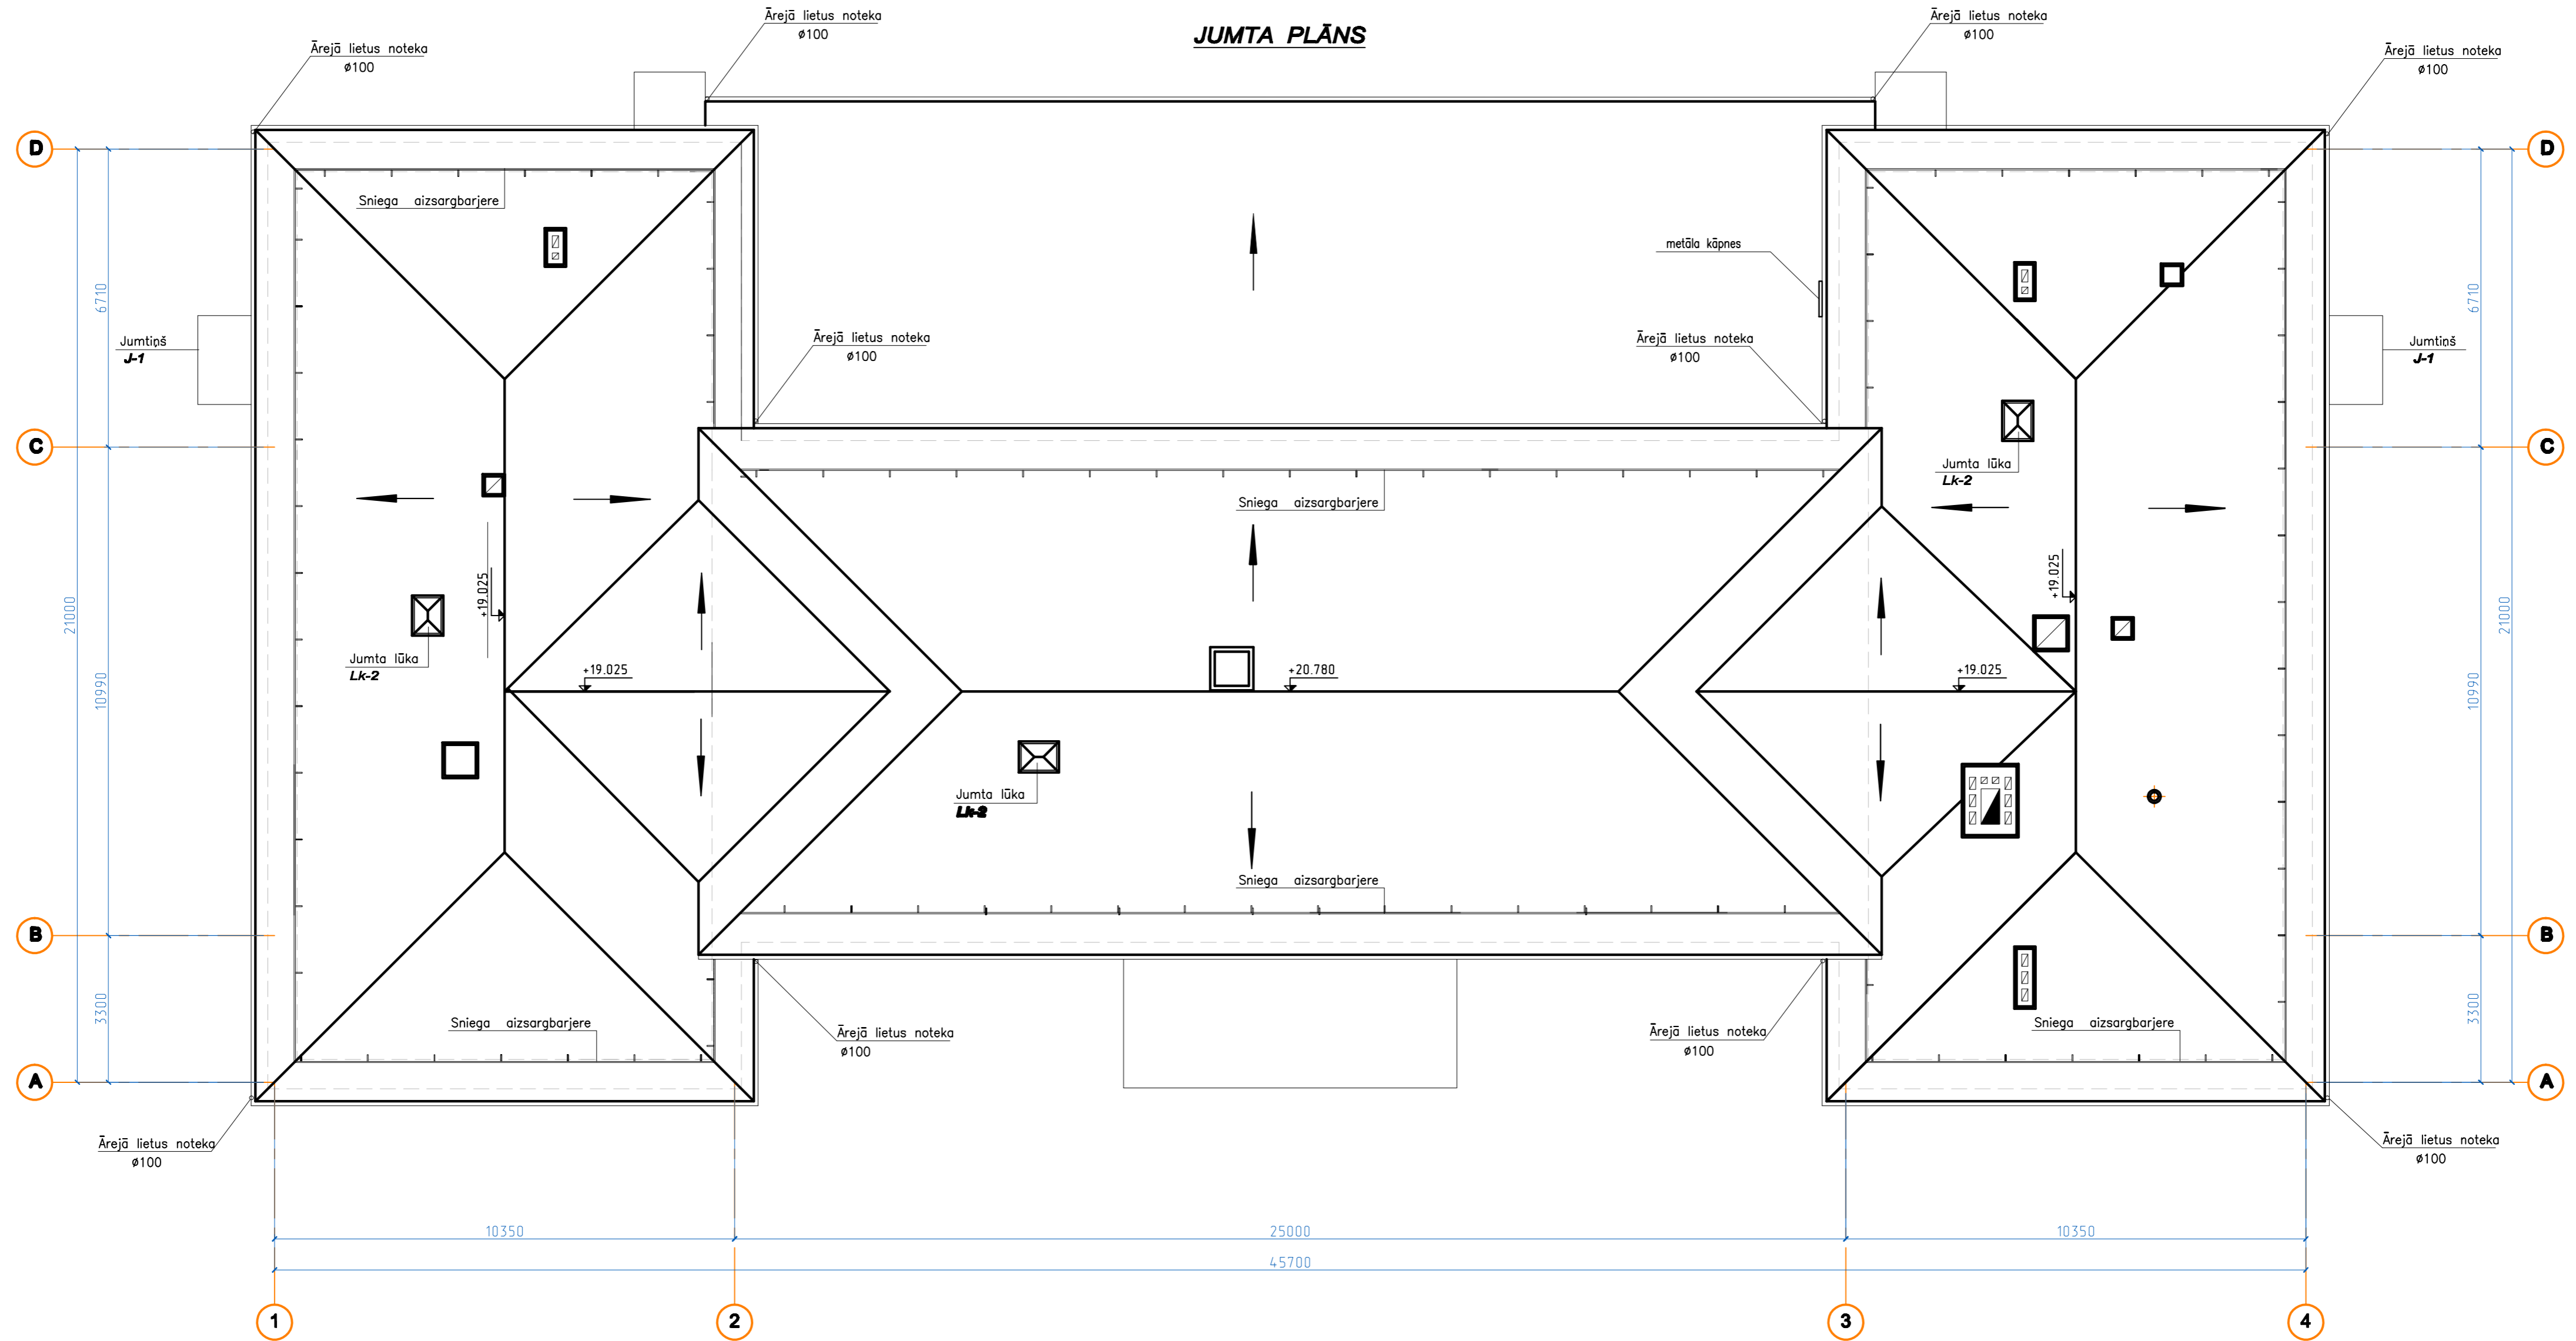 JUMTA PLĀNS
Ārejā lietus noteka
ø100
Ārejā lietus noteka
ø100
Ārejā lietus noteka
ø100
Ārejā lietus noteka
ø100
D
D
Sniega aizsargbarjere
metāla kāpnes
6710
6710
Jumtiņš
J-1
Ārejā lietus noteka
ø100
Ārejā lietus noteka
ø100
Jumtiņš
J-1
C
C
Jumta lūka
Lk-2
Sniega aizsargbarjere
+19.025
+19.025
21000
21000
Jumta lūka
Lk-2
+19.025
+20.780
+19.025
10990
10990
Jumta lūka
Lk-2
Sniega aizsargbarjere
B
B
3300
3300
Sniega aizsargbarjere
Ārejā lietus noteka
ø100
Ārejā lietus noteka
ø100
Sniega aizsargbarjere
A
A
Ārejā lietus noteka
ø100
Ārejā lietus noteka
ø100
10350
25000
10350
45700
1
2
3
4